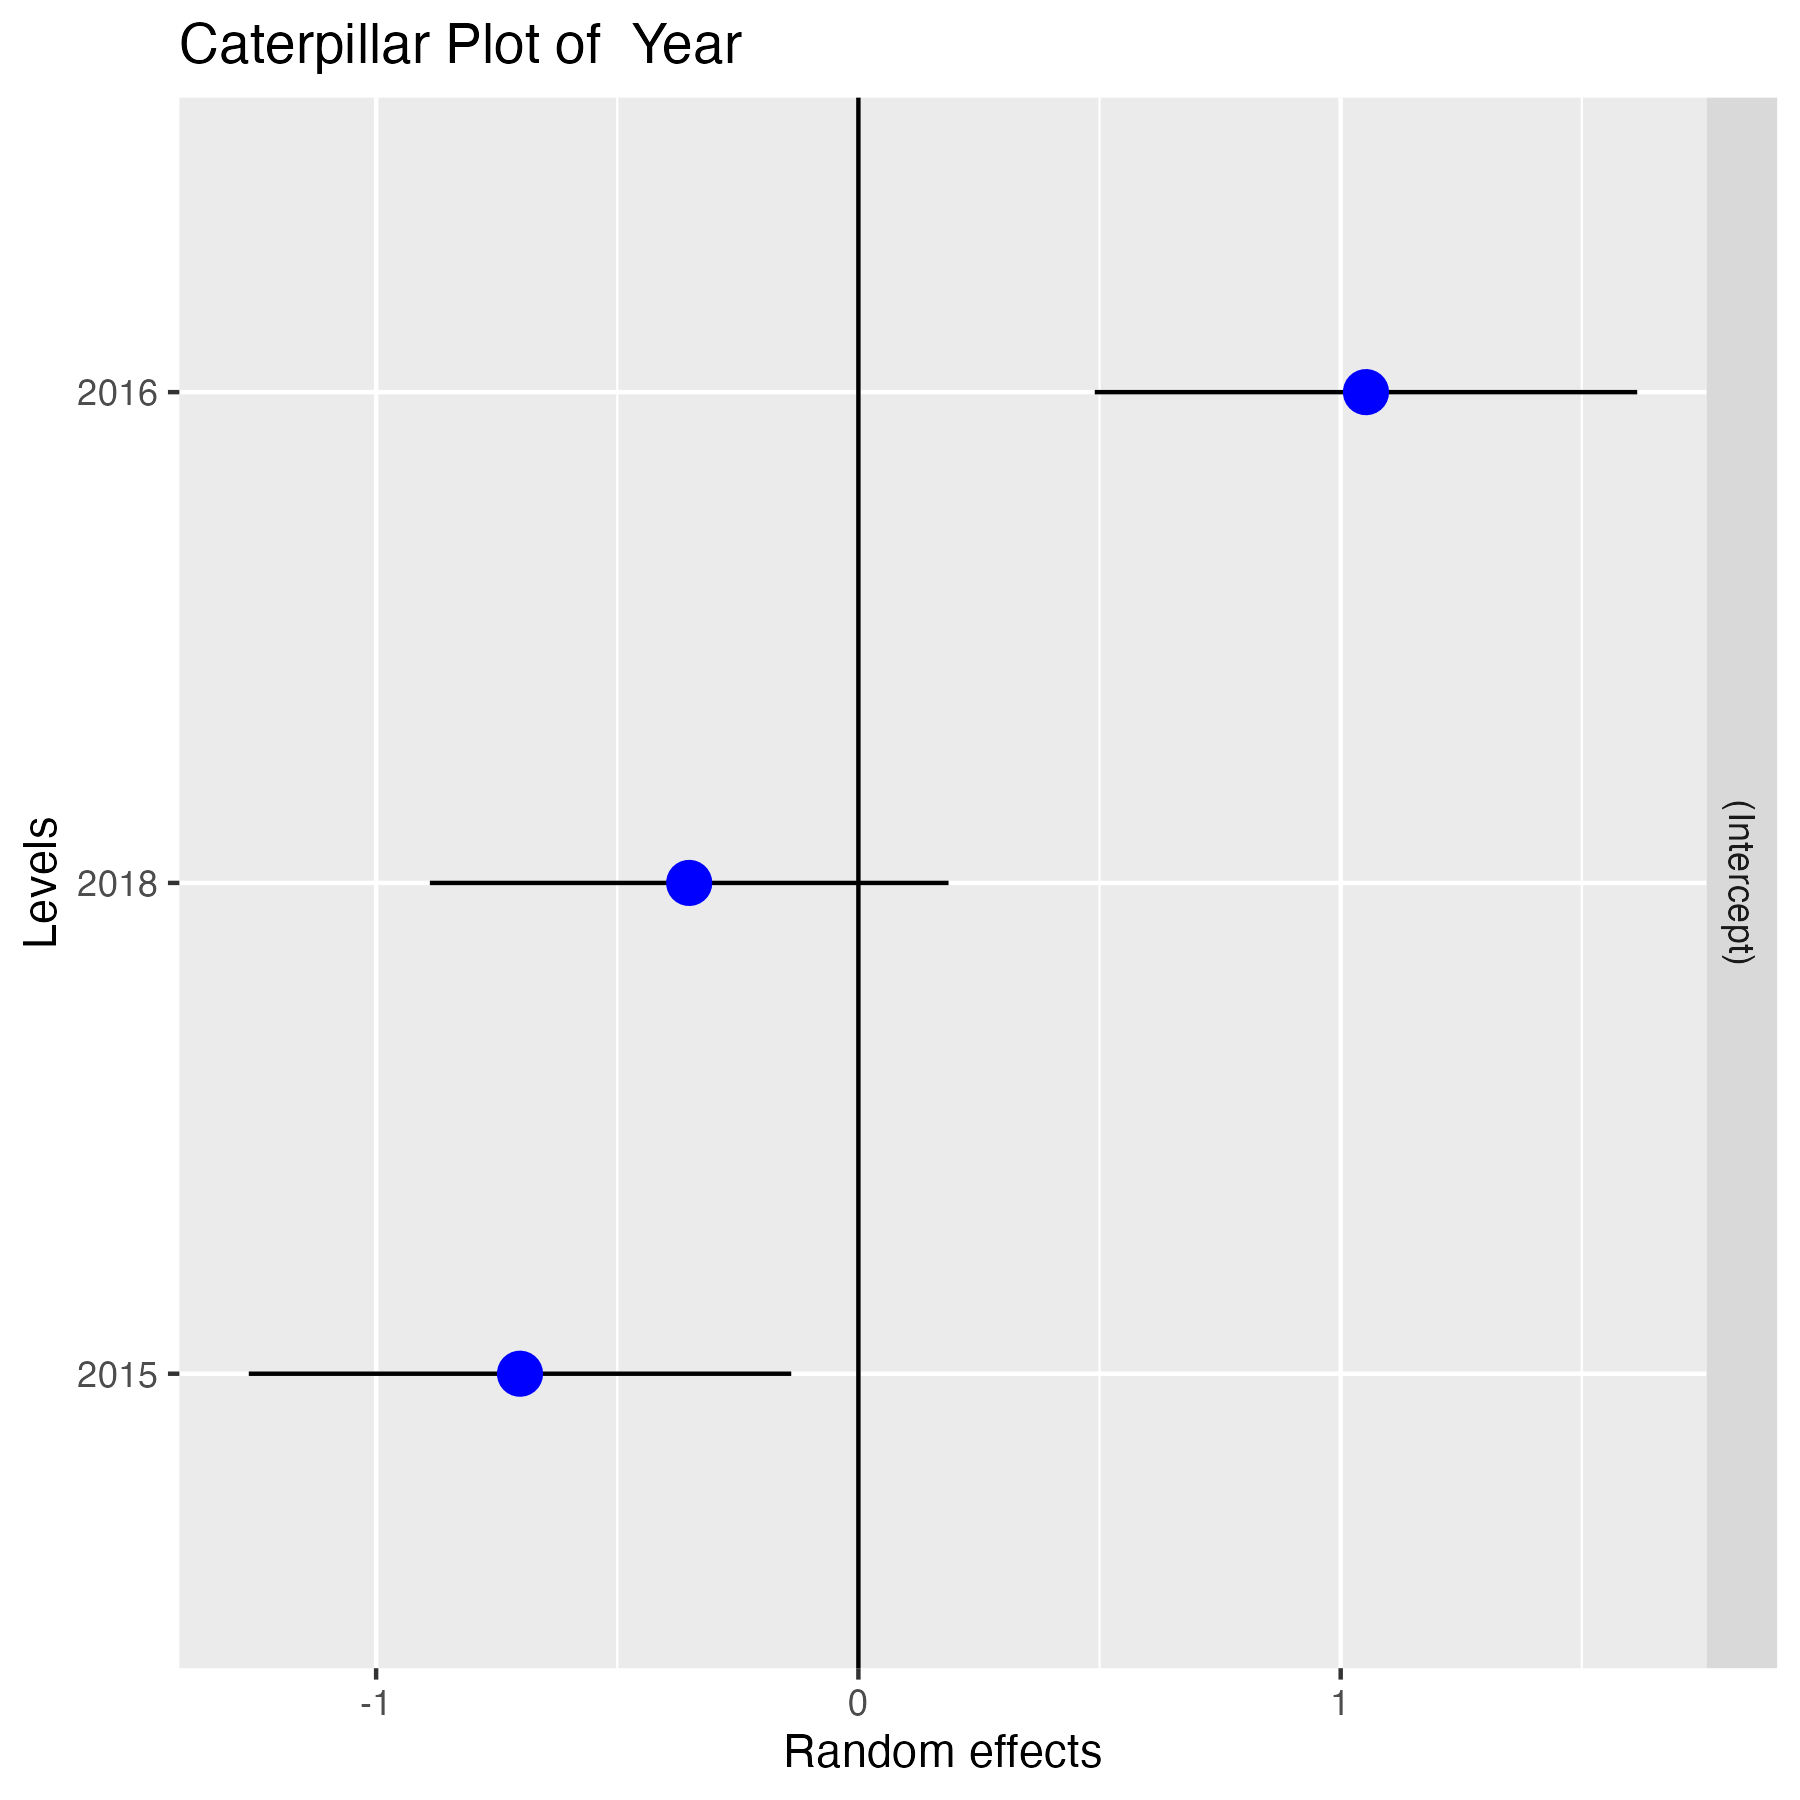 Caterpillar Plot of  Year
2016
2018
2015
Levels
(Intercept)
-1
0
1
Random effects